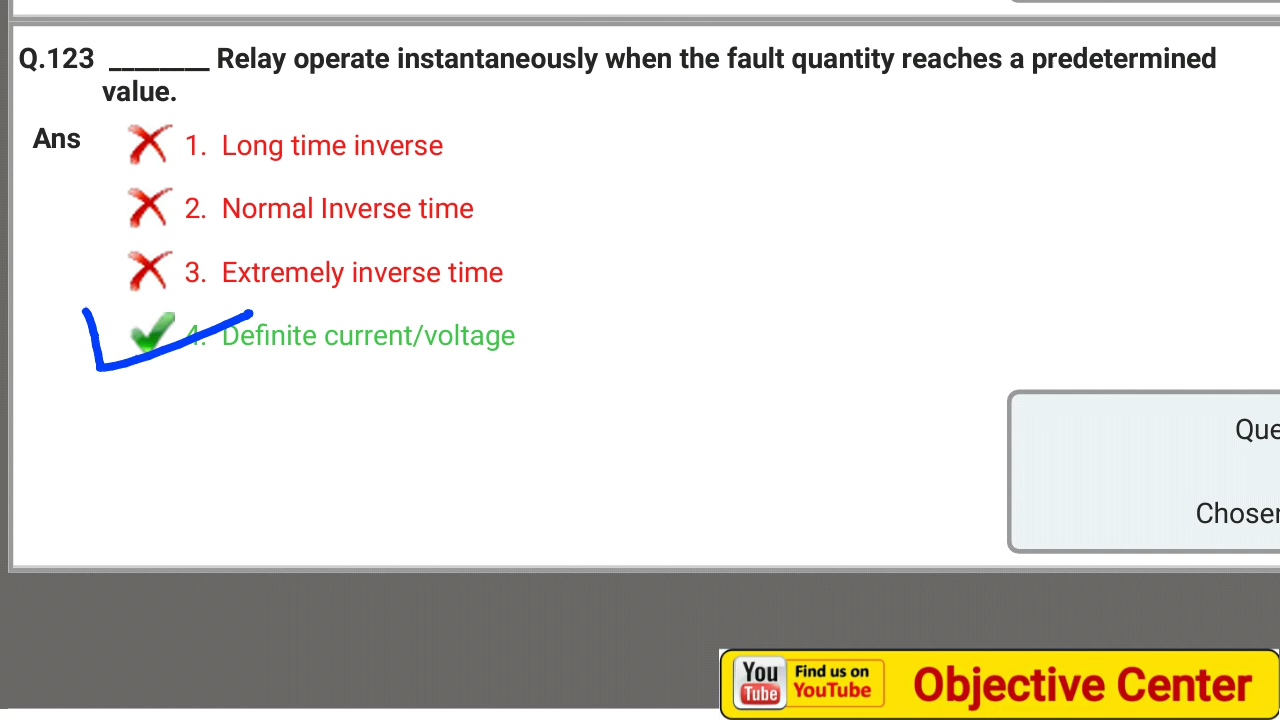 Q.123 ________ Relay operate instantaneously when the fault quantity reaches a predetermined
value.
Ans
1. Long time inverse
2. Normal Inverse time
3. Extremely inverse time
4. Definite current/voltage
Que
Chosen
You
Tube
Find us on
YouTube
Objective Center